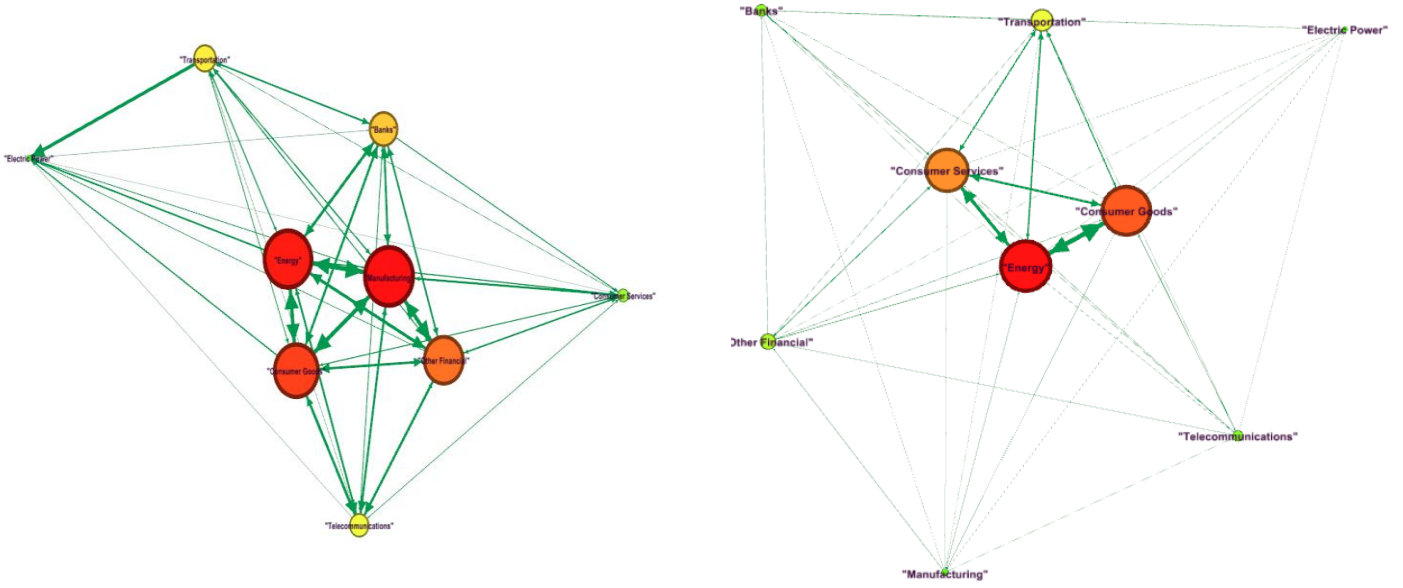 "Transportation"
"Banks"
"Electric Power"
"Energy"
"Manufacturing
"Consumer Services"
"Consumer Goods
"Other Financial"
"Telecommunications"
"Banks"
"Transportation"
"Electric Power"
"Consumer Services"
"Consumer Goods"
"Energy"
Other Financial"
"Telecommunications"
"Manufacturing"